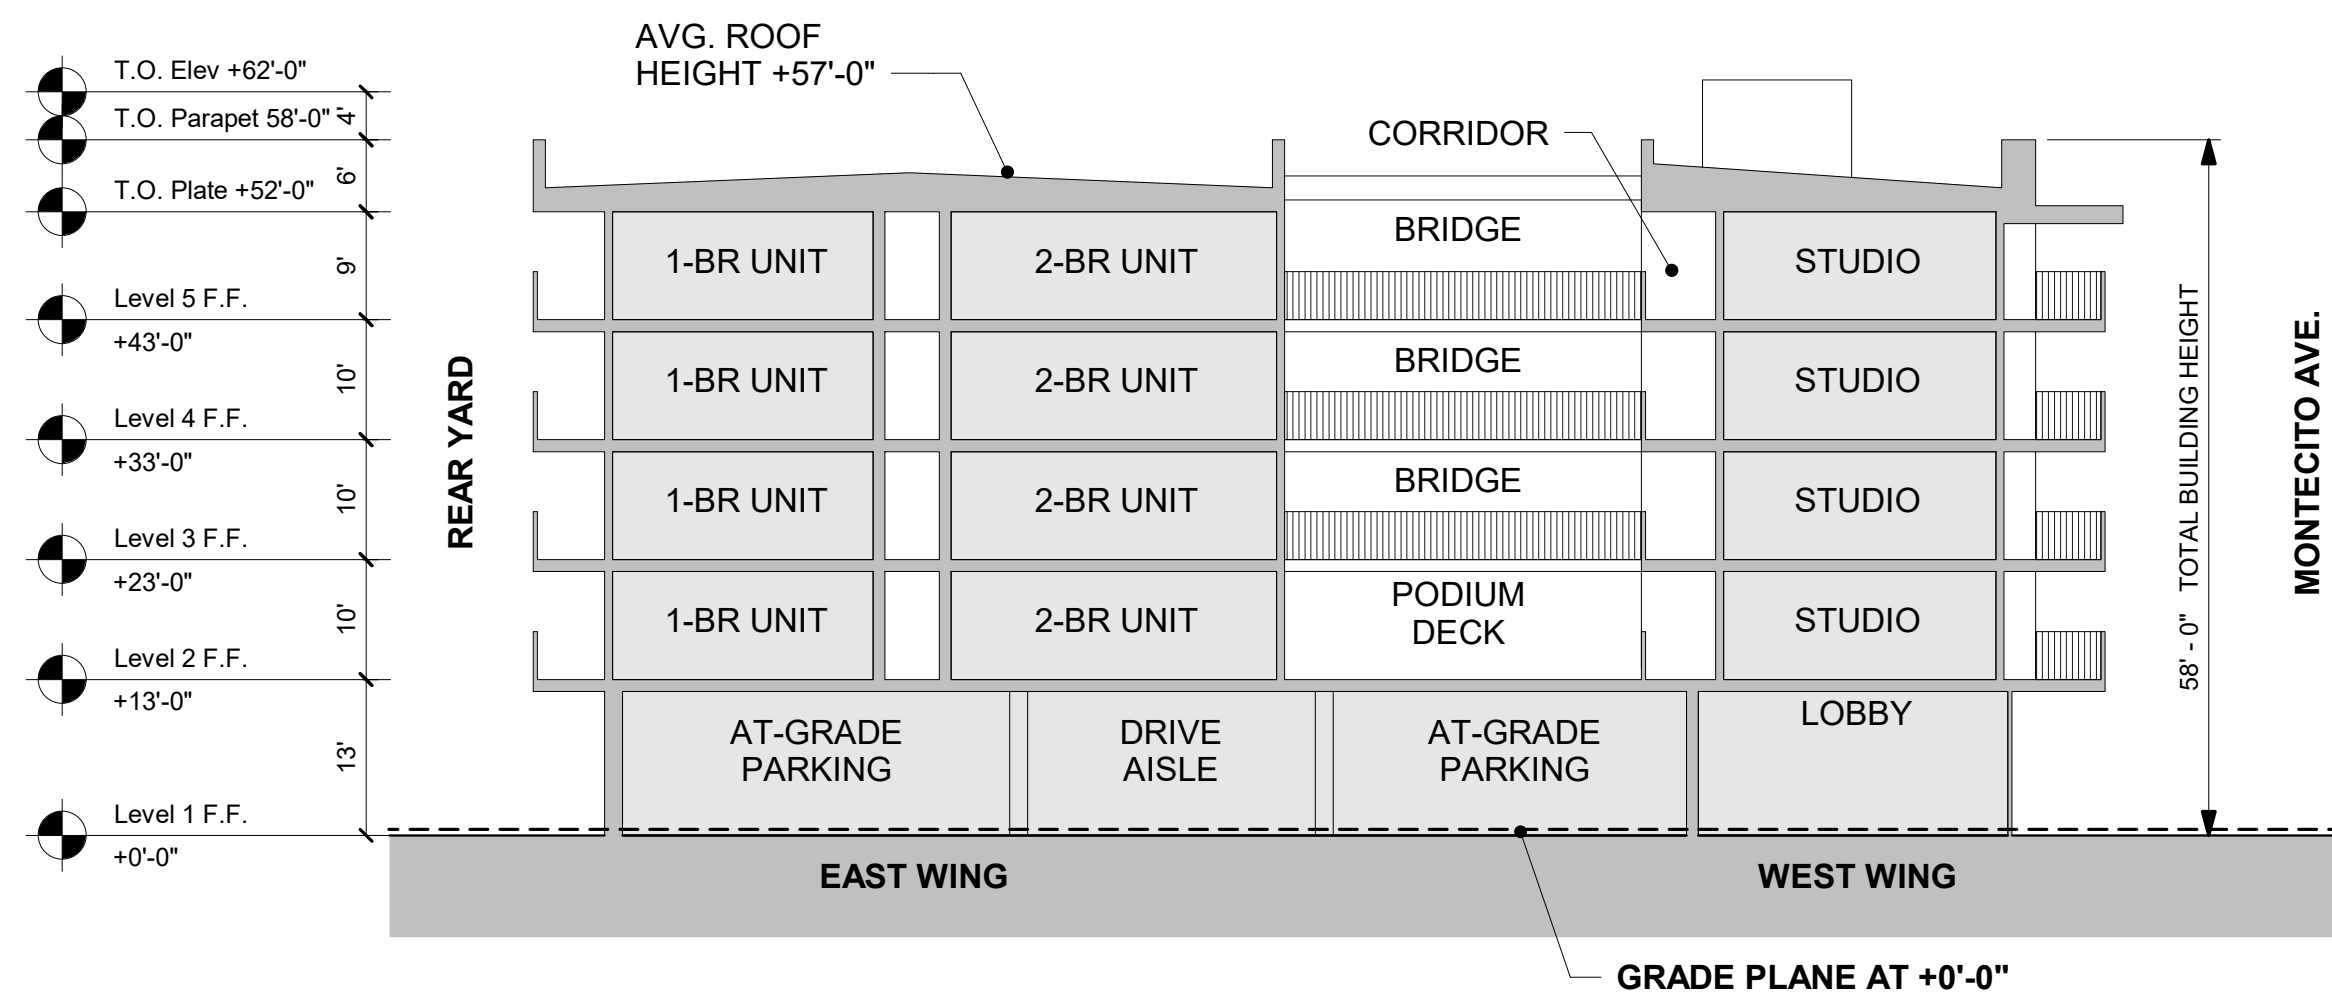 AVG. ROOF
HEIGHT +57'-0"
T.O. Elev +62'-0"
4'
T.O. Parapet 58'-0"
CORRIDOR
6'
T.O. Plate +52'-0"
BRIDGE
9'
1-BR UNIT
2-BR UNIT
STUDIO
Level 5 F.F.
+43'-0"
BRIDGE
10'
1-BR UNIT
2-BR UNIT
STUDIO
Level 4 F.F.
+33'-0"
BRIDGE
10'
1-BR UNIT
2-BR UNIT
STUDIO
Level 3 F.F.
+23'-0"
PODIUM
DECK
10'
1-BR UNIT
2-BR UNIT
STUDIO
Level 2 F.F.
+13'-0"
REAR YARD
58' - 0" TOTAL BUILDING HEIGHT
MONTECITO AVE.
13'
AT-GRADE
PARKING
DRIVE
AISLE
AT-GRADE
PARKING
LOBBY
Level 1 F.F.
+0'-0"
EAST WING
WEST WING
GRADE PLANE AT +0'-0"